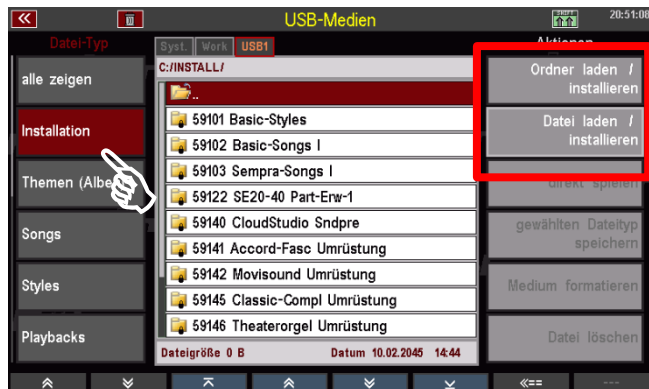 USB-Medien
20:51:08
Datei-Typ
Syst. Work USB1
Aktionen
C:/INSTALL/
alle zeigen
Installation
Themen
Songs
Styles
Playbacks
..
59101 Basic-Styles
59102 Basic-Songs I
59103 Sempra-Songs I
59122 SE20-40 Part-Erw-1
59140 CloudStudio Sndpre
59141 Accord-Fasc Umrüstung
59142 Movisound Umrüstung
59145 Classic-Compl Umrüstung
59146 Theaterorgel Umrüstung
Dateigröße 0 B Datum 10.02.2045 14:44
Ordner laden /
installieren
Datei laden /
installieren
direkt spielen
gewählten Dateityp
speichern
Medium formatieren
Datei löschen
«==
---